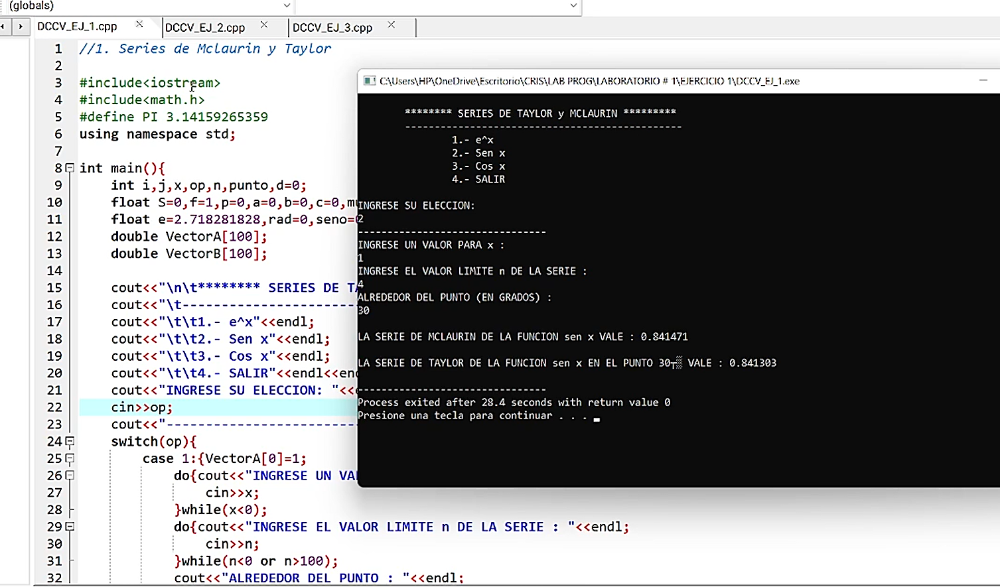 (globals)
DCCV_EJ_1.cpp
DCCV_EJ_2.cpp
DCCV_EJ_3.cpp
1 //1. Series de Mclaurin y Taylor
2
3 #include<iostream>
4 #include<math.h>
5 #define PI 3.14159265359
6 using namespace std;
7
8 int main(){
9 int i,j,x,op,n,punto,d=0;
10 float S=0,f=1,p=0,a=0,b=0,c=0,
11 float e=2.718281828,rad=0,seno=
12 double VectorA[100];
13 double VectorB[100];
14
15 cout<<"\n\t******** SERIES DE
16 cout<<"\t-----------------------
17 cout<<"\t\t1.- e^x"<<endl;
18 cout<<"\t\t2.- Sen x"<<endl;
19 cout<<"\t\t3.- Cos x"<<endl;
20 cout<<"\t\t4.- SALIR"<<endl<<
21 cout<<"INGRESE SU ELECCION: "<<
22 cin>>op;
23 cout<<"------------------------
24 switch(op){
25 case 1:{VectorA[0]=1;
26 do{cout<<"INGRESE UN
27 cin>>x;
28 }while(x<0);
29 do{cout<<"INGRESE EL VALOR LIMITE n DE LA SERIE : "<<endl;
30 cin>>n;
31 }while(n<0 or n>100);
32 cout<<"ALREDEDOR DEL PUNTO : "<<endl;
C:\Users\HP\OneDrive\Escritorio\CRIS\LAB PROG\LABORATORIO # 1\EJERCICIO 1\DCCV_EJ_1.exe
******** SERIES DE TAYLOR y MCLAURIN *********
-----------------------------------------------
1.- e^x
2.- Sen x
3.- Cos x
4.- SALIR
INGRESE SU ELECCION:
2
--------------------------------
INGRESE UN VALOR PARA x :
1
INGRESE EL VALOR LIMITE n DE LA SERIE :
4
ALREDEDOR DEL PUNTO (EN GRADOS) :
30
LA SERIE DE MCLAURIN DE LA FUNCION sen x VALE : 0.841471
LA SERIE DE TAYLOR DE LA FUNCION sen x EN EL PUNTO 30┬░ VALE : 0.841303
--------------------------------
Process exited after 28.4 seconds with return value 0
Presione una tecla para continuar . . .